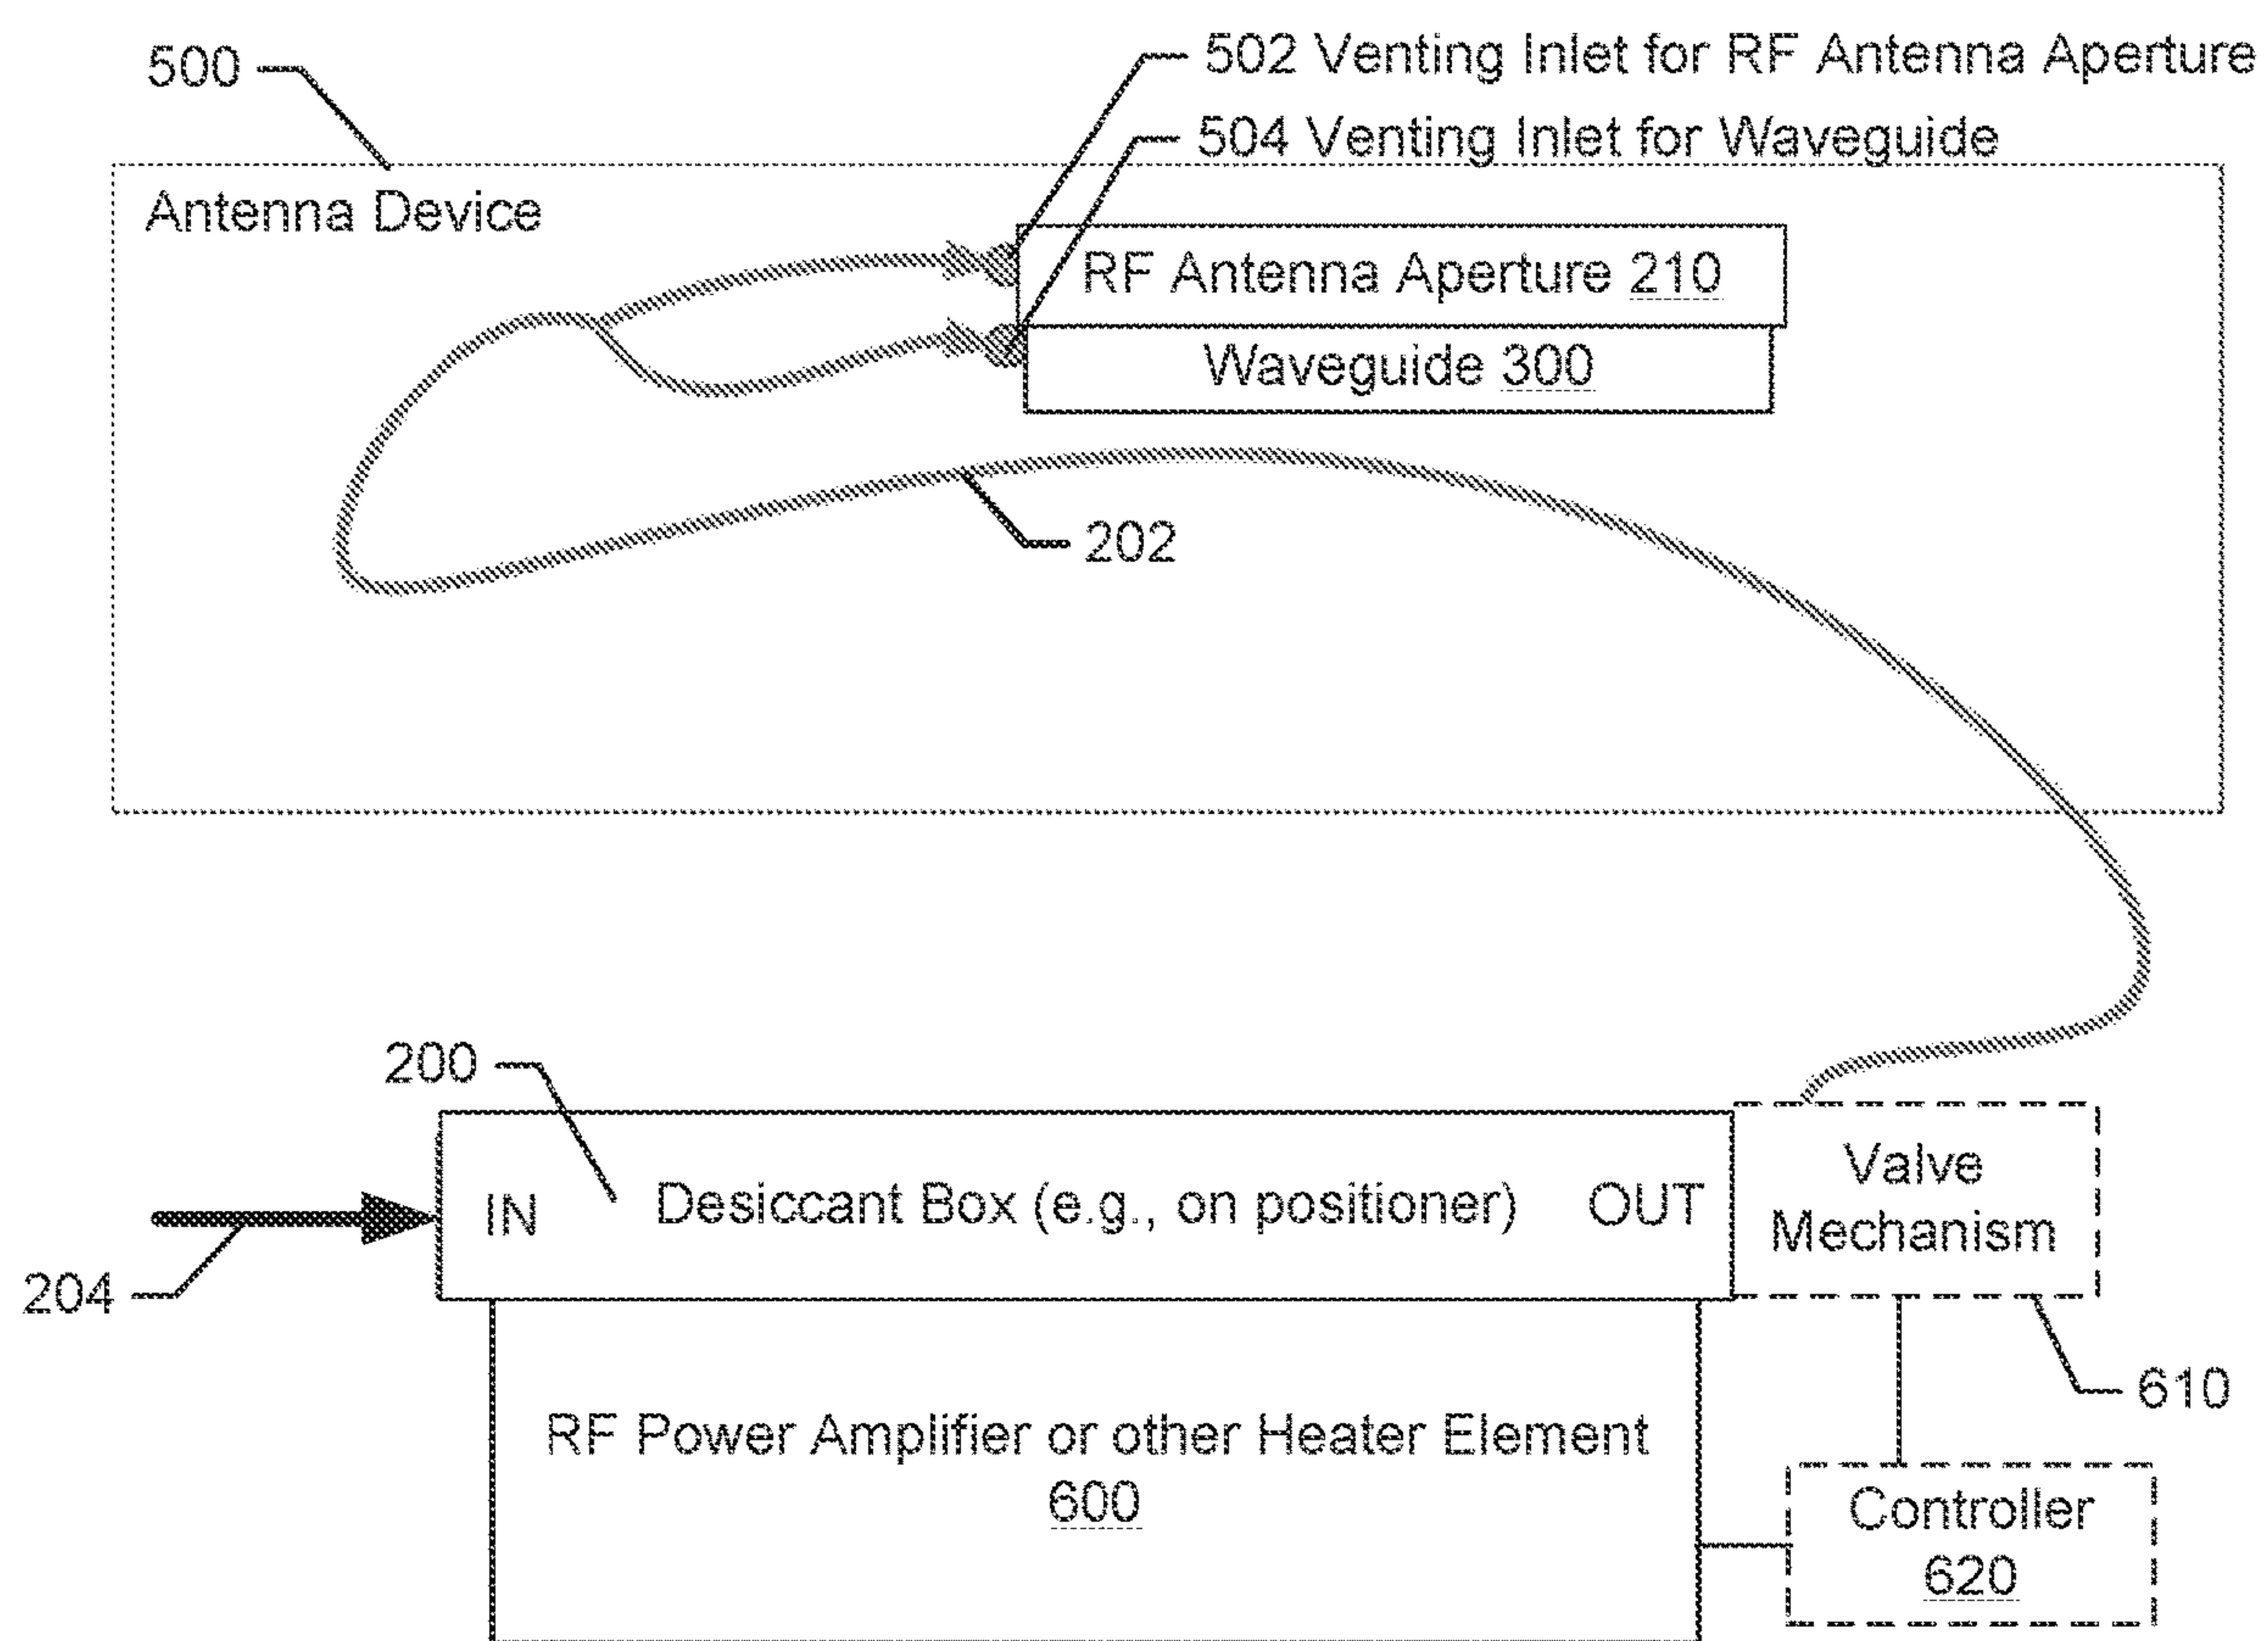 500
502 Venting Inlet for RF Antenna Aperture
504 Venting Inlet for Waveguide
Antenna Device
RF Antenna Aperture 210
Waveguide 300
202
200
IN
Desiccant Box (e.g., on positioner)
OUT
Valve
Mechanism
204
610
RF Power Amplifier or other Heater Element
600
Controller
620